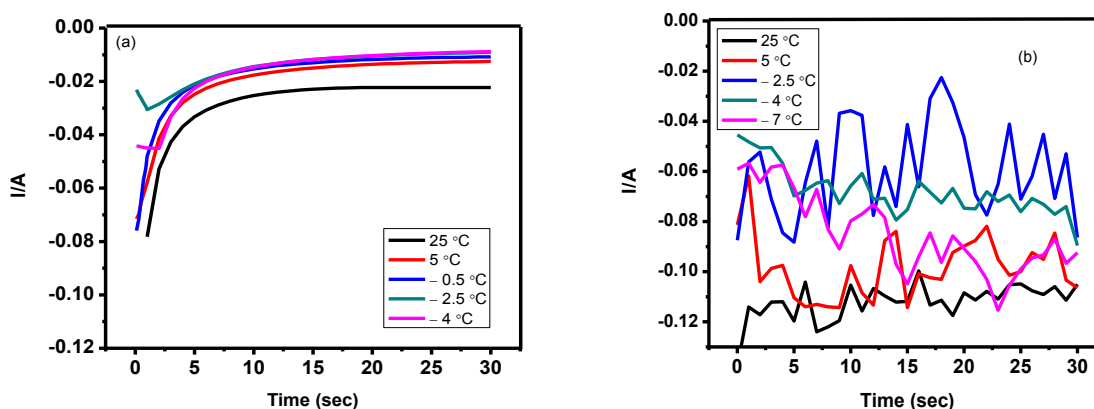 (a)
0.00
-0.02
-0.04
-0.06
-0.08
-0.10
-0.12
I/A
0 5 10 15 20 25 30
Time (sec)
25 °C
5 °C
– 0.5 °C
– 2.5 °C
– 4 °C
(b)
0.00
-0.02
-0.04
-0.06
-0.08
-0.10
-0.12
I/A
0 5 10 15 20 25 30
Time (sec)
25 °C
5 °C
– 2.5 °C
– 4 °C
– 7 °C